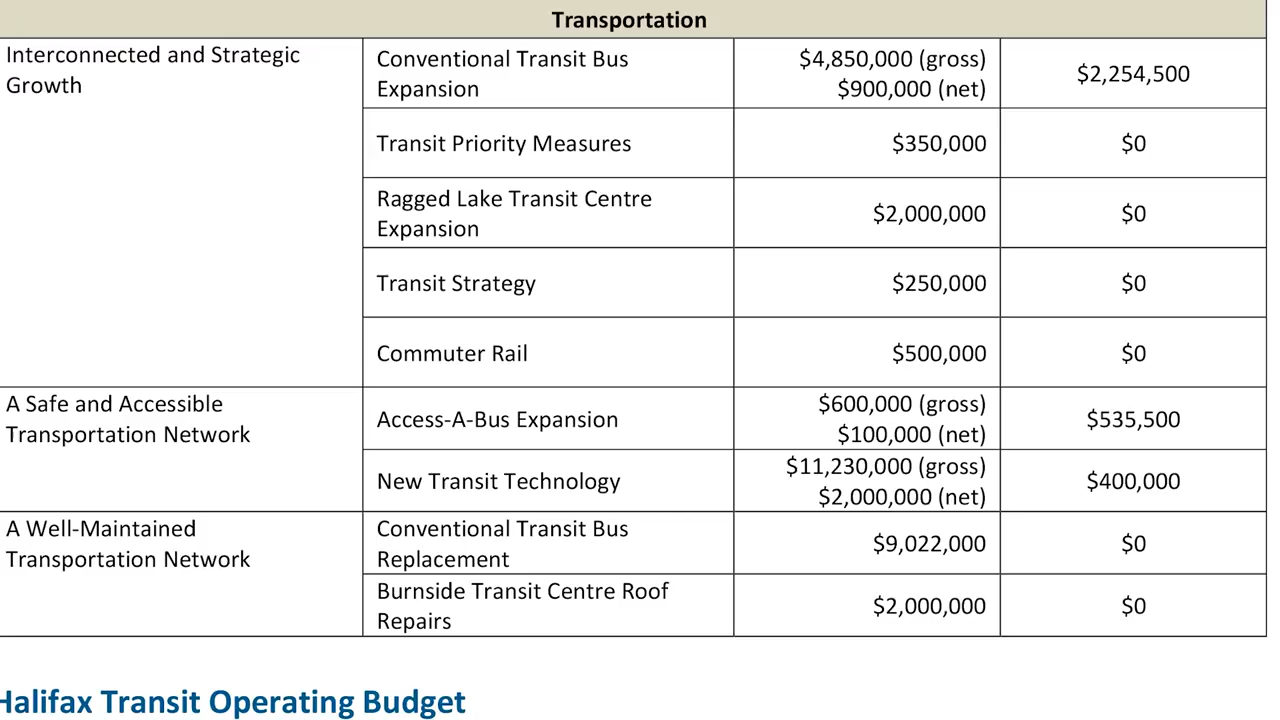 Transportation
Interconnected and Strategic
Growth
Conventional Transit Bus
Expansion
$4,850,000 (gross)
$900,000 (net)
$2,254,500
Transit Priority Measures
$350,000
$0
Ragged Lake Transit Centre
Expansion
$2,000,000
$0
Transit Strategy
$250,000
$0
Commuter Rail
$500,000
$0
A Safe and Accessible
Transportation Network
Access-A-Bus Expansion
$600,000 (gross)
$100,000 (net)
$535,500
New Transit Technology
$11,230,000 (gross)
$2,000,000 (net)
$400,000
A Well-Maintained
Transportation Network
Conventional Transit Bus
Replacement
$9,022,000
$0
Burnside Transit Centre Roof
Repairs
$2,000,000
$0
Halifax Transit Operating Budget